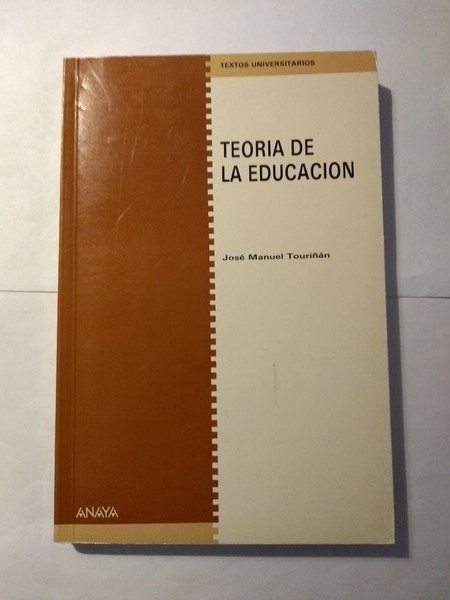 TEXTOS UNIVERSITARIOS
TEORIA DE
LA EDUCACION
José Manuel Touriñán
ANAYA